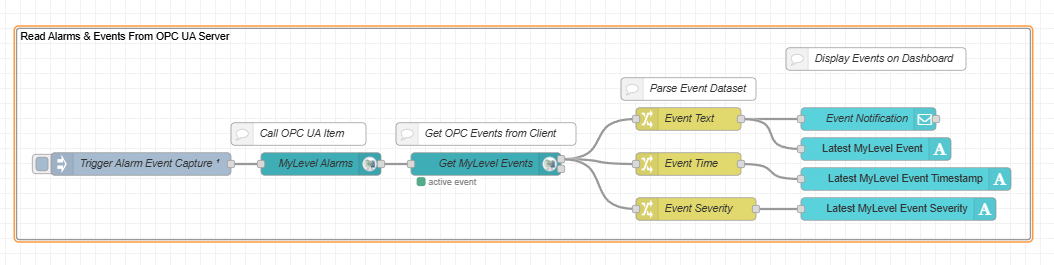 Read Alarms & Events From OPC UA Server
Display Events on Dashboard
Parse Event Dataset
Call OPC UA Item
Get OPC Events from Client
Event Text
Event Notification
Latest MyLevel Event
Trigger Alarm Event Capture ¹
MyLevel Alarms
Get MyLevel Events
active event
Event Time
Latest MyLevel Event Timestamp
Event Severity
Latest MyLevel Event Severity